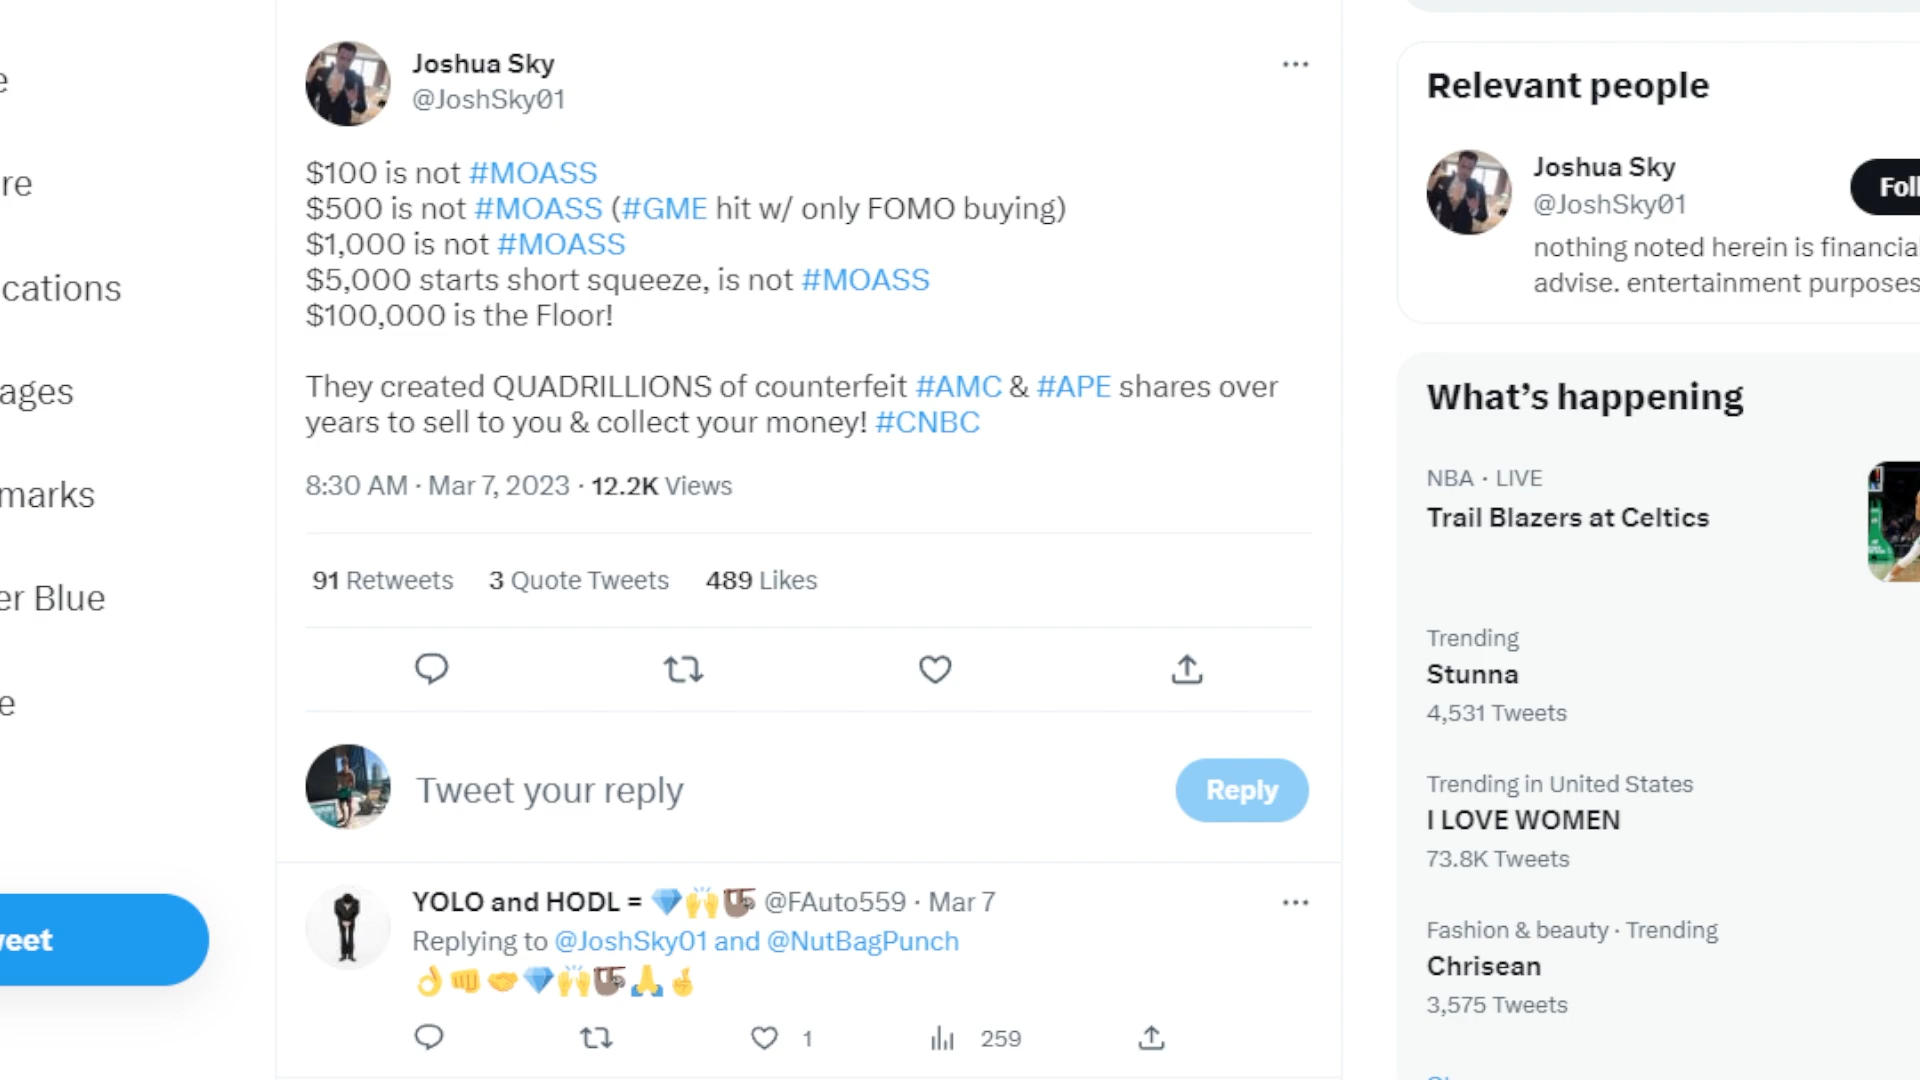 e
re
cations
ages
marks
er Blue
e
weet
Joshua Sky
@JoshSky01
$100 is not #MOASS
$500 is not #MOASS (#GME hit w/ only FOMO buying)
$1,000 is not #MOASS
$5,000 starts short squeeze, is not #MOASS
$100,000 is the Floor!
They created QUADRILLIONS of counterfeit #AMC & #APE shares over
years to sell to you & collect your money! #CNBC
8:30 AM · Mar 7, 2023 · 12.2K Views
91 Retweets 3 Quote Tweets 489 Likes
Tweet your reply
Reply
YOLO and HODL = 💎🙌🦥 @FAuto559 · Mar 7
Replying to @JoshSky01 and @NutBagPunch
👌👊🤝💎🙌🦥🙏🤞
1 259
Relevant people
Joshua Sky
@JoshSky01
Foll
nothing noted herein is financial
advise. entertainment purposes
What's happening
NBA · LIVE
Trail Blazers at Celtics
Trending
Stunna
4,531 Tweets
Trending in United States
I LOVE WOMEN
73.8K Tweets
Fashion & beauty · Trending
Chrisean
3,575 Tweets